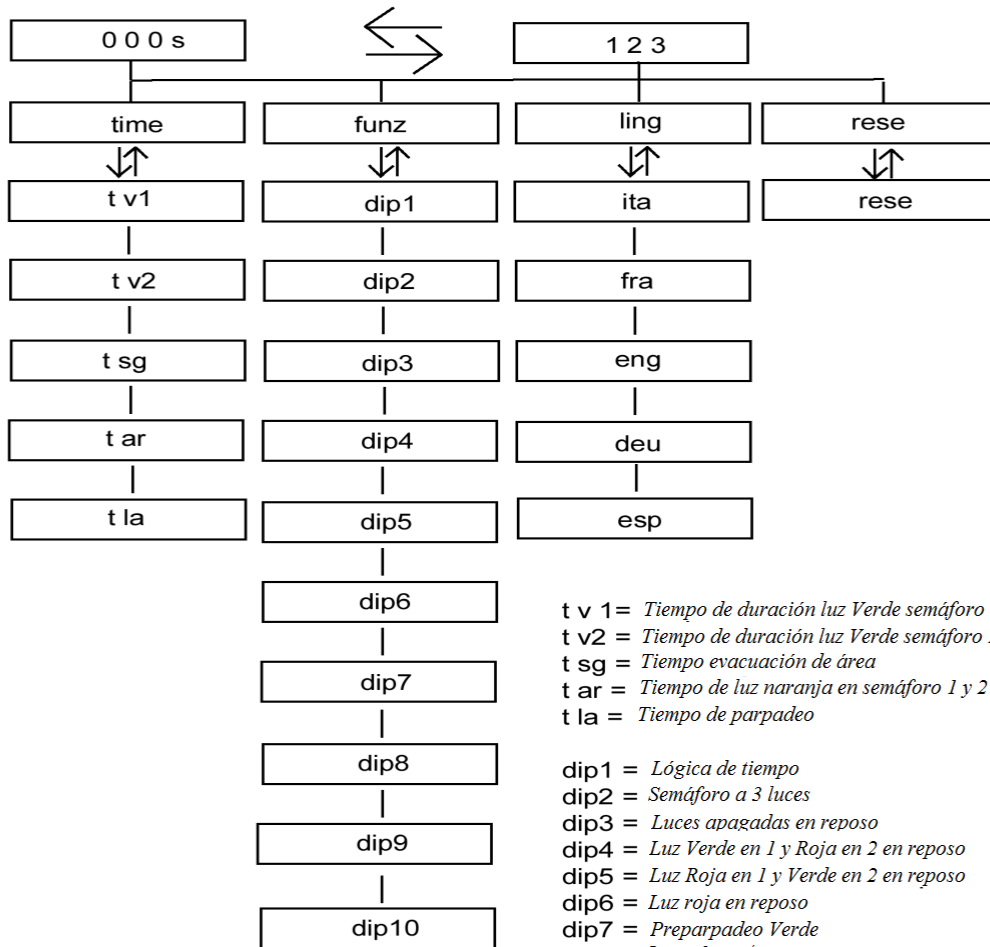 0 0 0 s
1 2 3
time
funz
ling
rese
t v1
dip1
ita
rese
t v2
dip2
fra
t sg
dip3
eng
t ar
dip4
deu
t la
dip5
esp
dip6
dip7
dip8
dip9
dip10
t v 1= Tiempo de duración luz Verde semáforo
t v2 = Tiempo de duración luz Verde semáforo
t sg = Tiempo evacuación de área
t ar = Tiempo de luz naranja en semáforo 1 y 2
t la = Tiempo de parpadeo
dip1 = Lógica de tiempo
dip2 = Semáforo a 3 luces
dip3 = Luces apagadas en reposo
dip4 = Luz Verde en 1 y Roja en 2 en reposo
dip5 = Luz Roja en 1 y Verde en 2 en reposo
dip6 = Luz roja en reposo
dip7 = Preparpadeo Verde